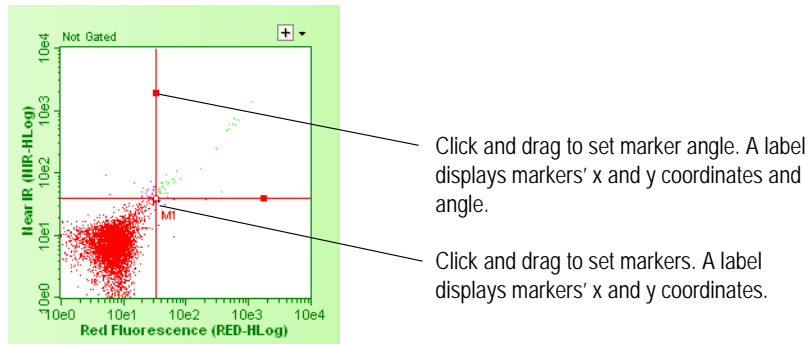 Not Gated
+
10e4
10e3
10e2
10e1
10e0
Near IR (NIR-HLog)
M1
10e0 10e1 10e2 10e3 10e4
Red Fluorescence (RED-HLog)
Click and drag to set marker angle. A label
displays markers’ x and y coordinates and
angle.
Click and drag to set markers. A label
displays markers’ x and y coordinates.